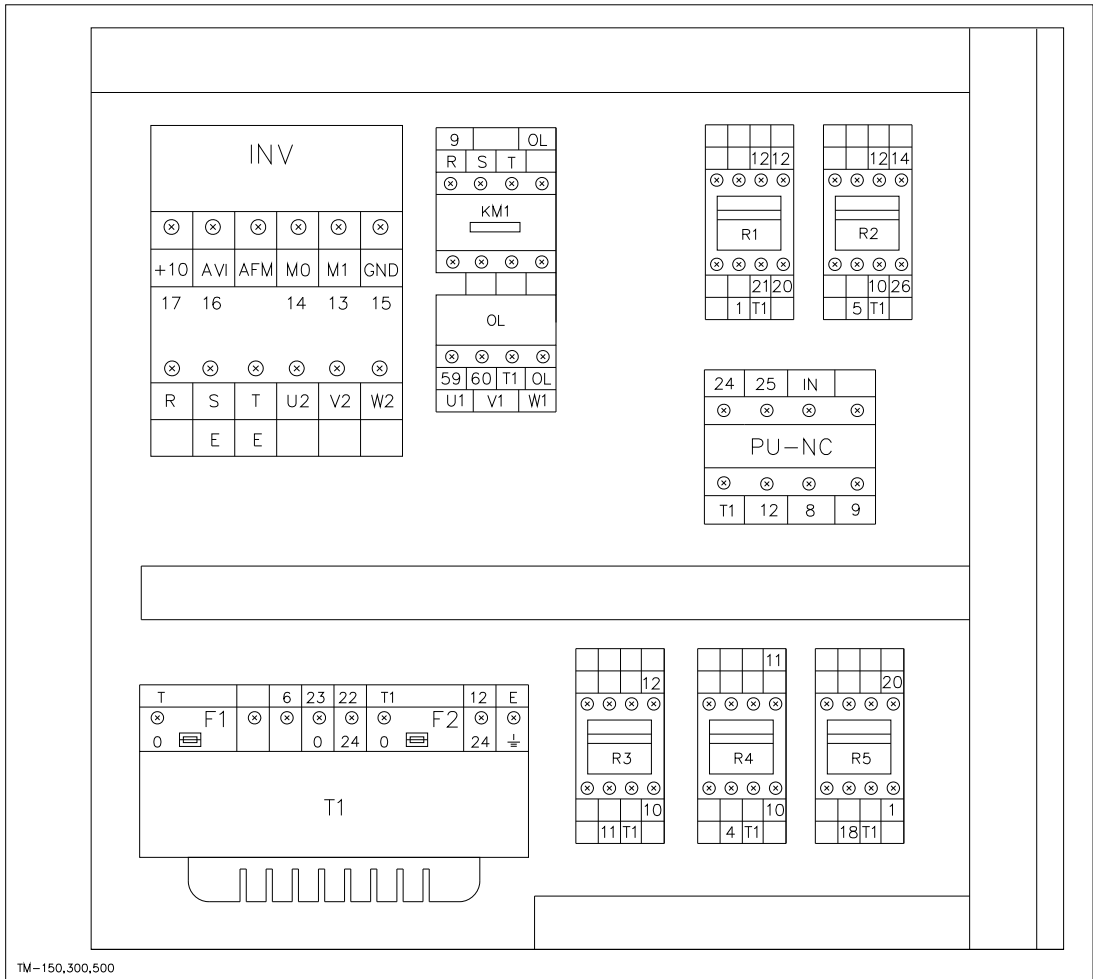 INV
+10 AVI AFM M0 M1 GND
17 16 14 13 15
R S T U2 V2 W2
E E
9 OL
R S T
KM1
OL
59 60 T1 OL
U1 V1 W1
12 12
R1
21 20
1 T1
12 14
R2
10 26
5 T1
24 25 IN
PU-NC
T1 12 8 9
T 6 23 22 T1 12 E
F1 F2
0 0 24 0 24
T1
12
R3
10
11 T1
11
R4
10
4 T1
20
R5
1
18 T1
TM-150,300,500